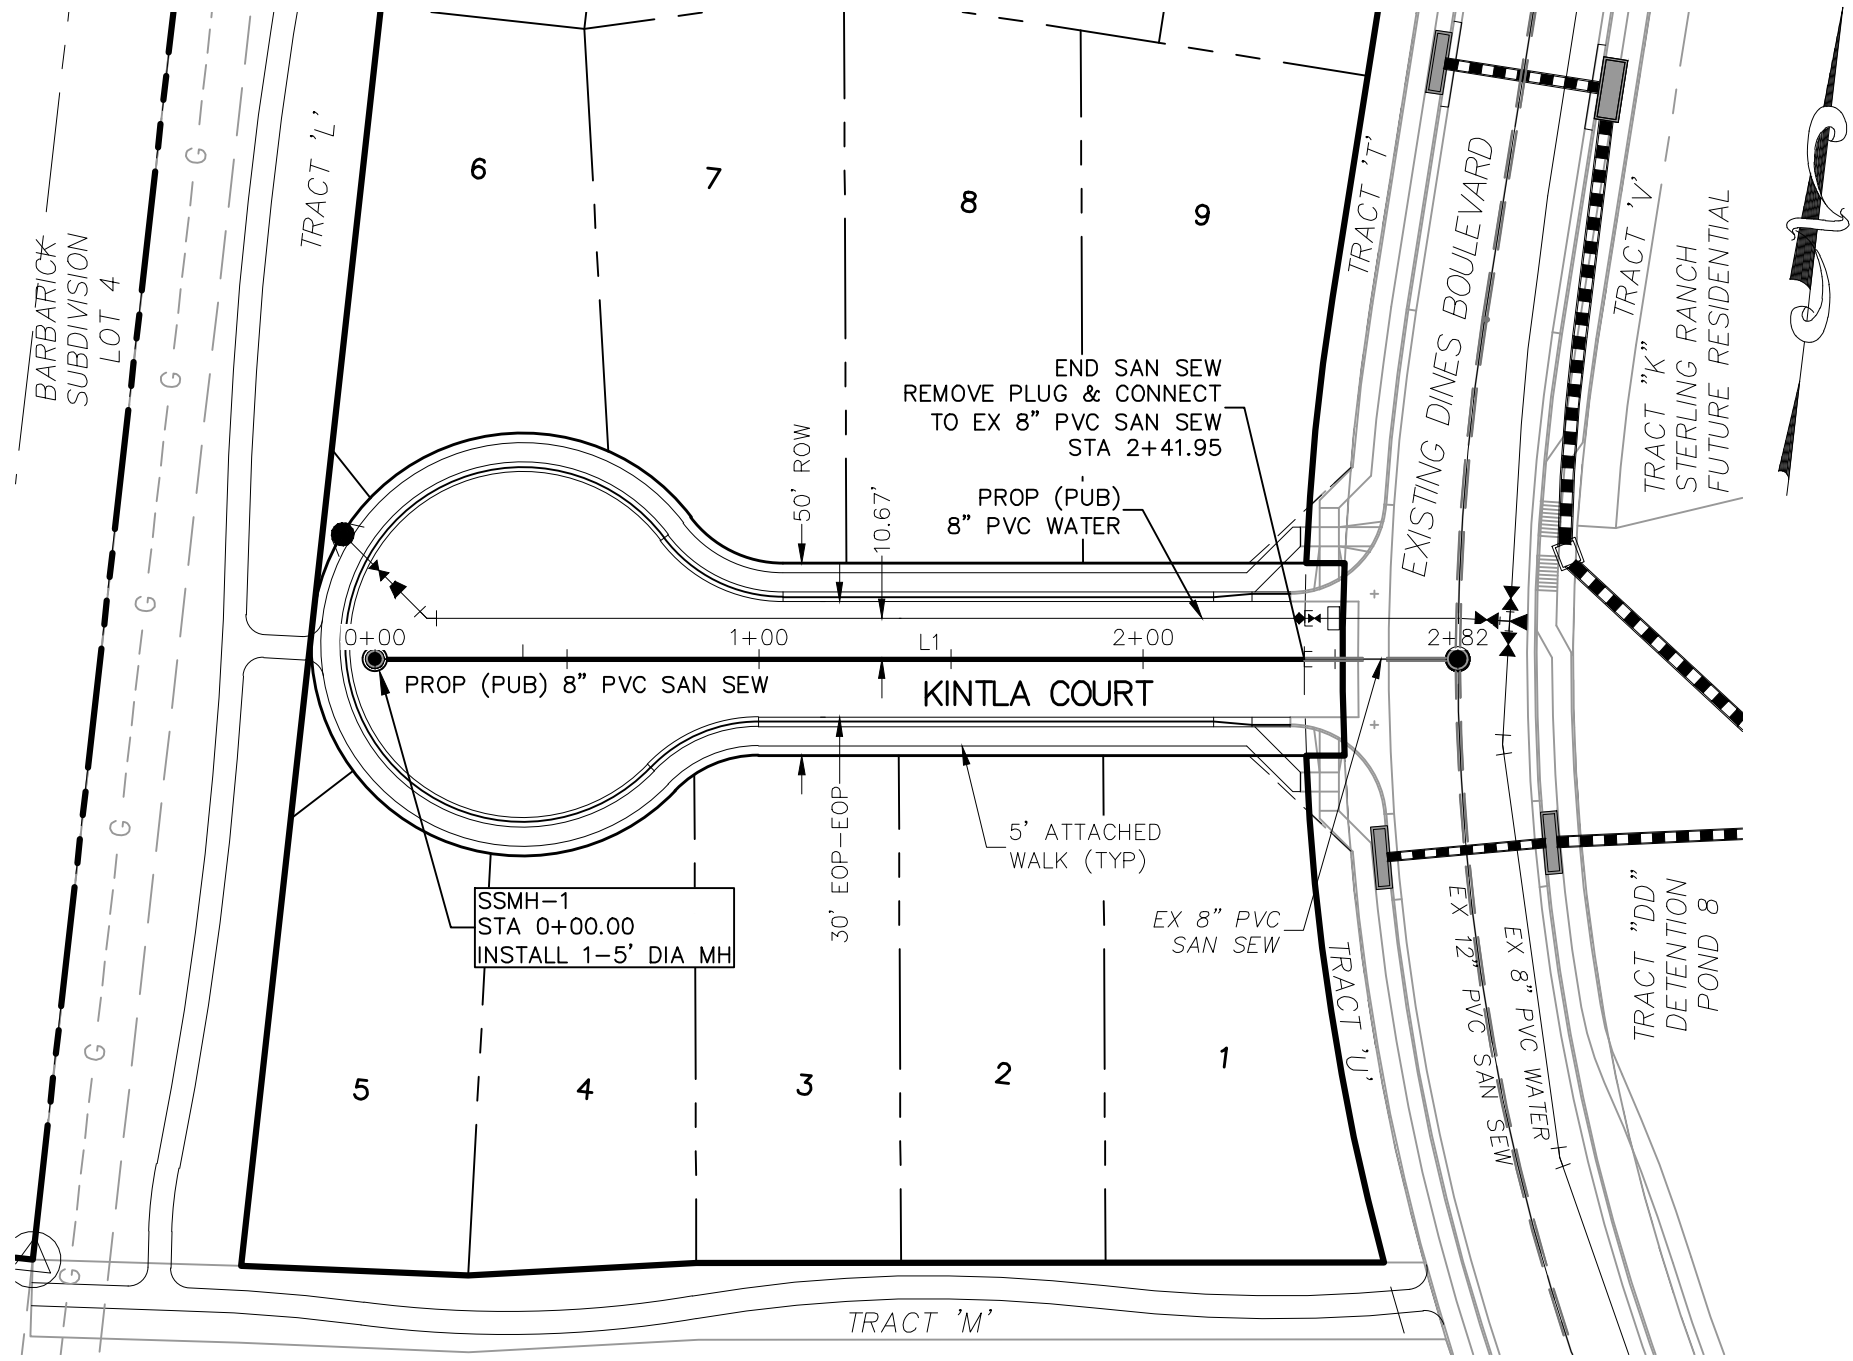 BARBARICK
SUBDIVISION
LOT 4
G
G
G
G
G
G
TRACT 'L'
6
7
8
9
TRACT 'T'
EXISTING DINES BOULEVARD
TRACT 'V'
TRACT "K"
STERLING RANCH
FUTURE RESIDENTIAL
END SAN SEW
REMOVE PLUG & CONNECT
TO EX 8" PVC SAN SEW
STA 2+41.95
PROP (PUB)
8" PVC WATER
50' ROW
10.67'
0+00
1+00
L1
2+00
2+82
PROP (PUB) 8" PVC SAN SEW
KINTLA COURT
30' EOP-EOP
5' ATTACHED
WALK (TYP)
SSMH-1
STA 0+00.00
INSTALL 1-5' DIA MH
EX 8" PVC
SAN SEW
TRACT 'U'
EX 12" PVC SAN SEW
EX 8" PVC WATER
TRACT "DD"
DETENTION
POND 8
5
4
3
2
1
TRACT 'M'